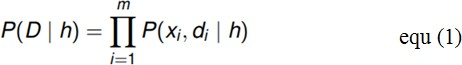 P(D | h) = ∏_{i=1}^{m} P(x_i, d_i | h) equ (1)